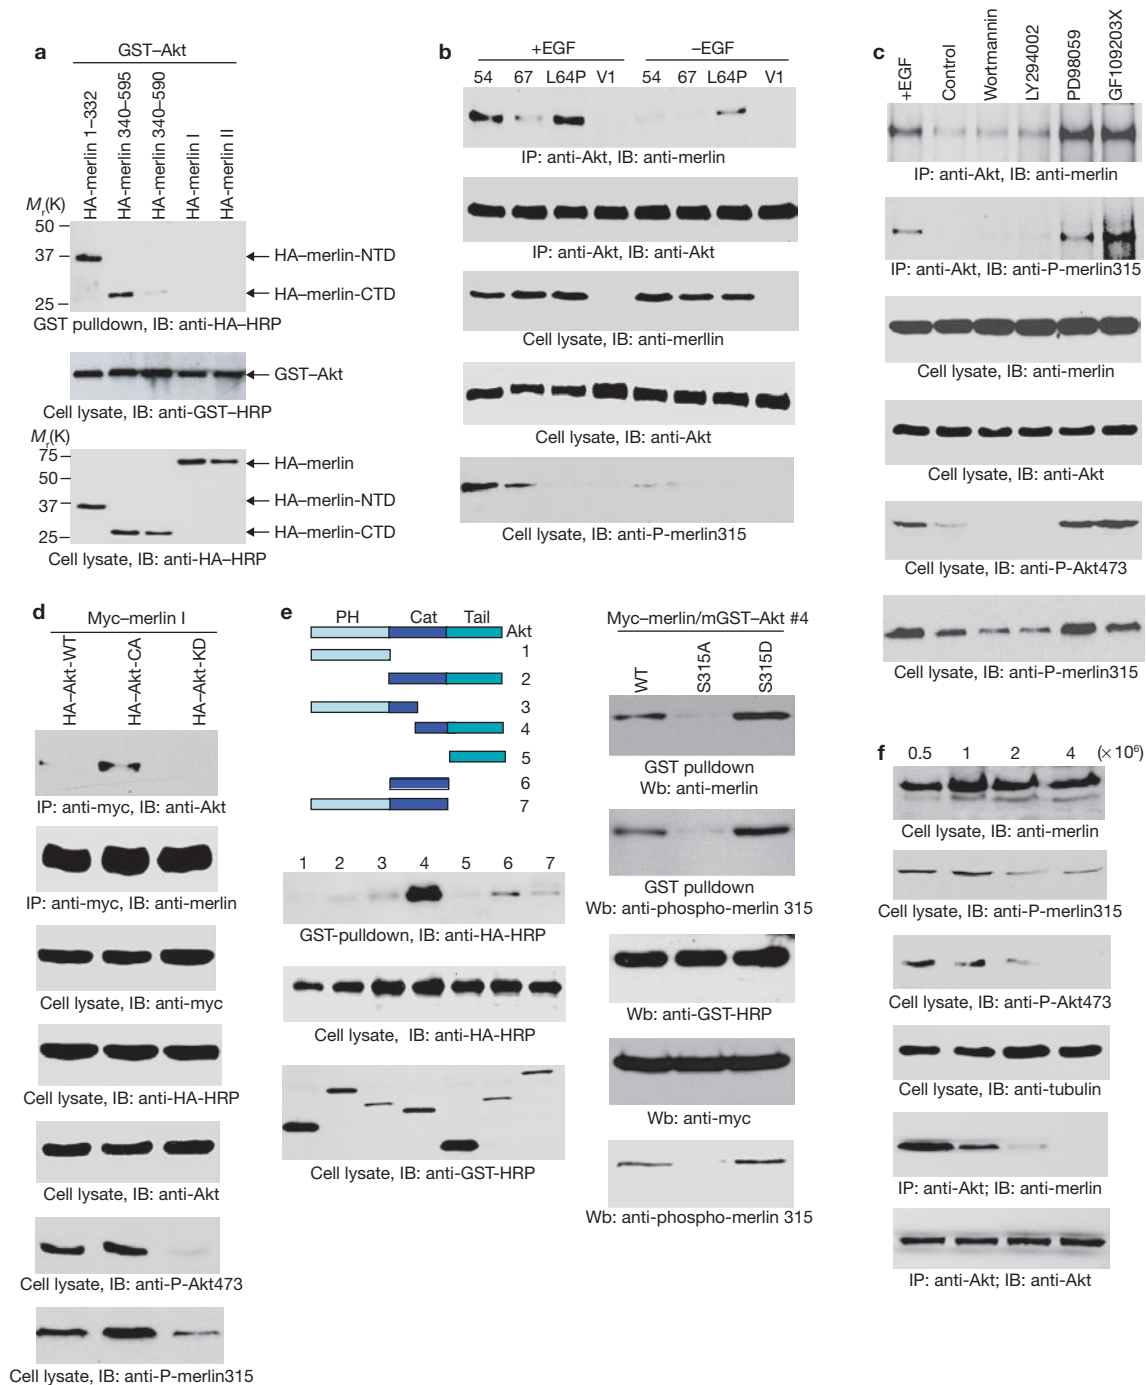 a
GST–Akt
HA-merlin 1–332
HA-merlin 340–595
HA-merlin 340–590
HA-merlin I
HA-merlin II
Mr(K)
50
37
25
HA–merlin-NTD
HA–merlin-CTD
GST pulldown, IB: anti-HA–HRP
GST–Akt
Cell lysate, IB: anti-GST–HRP
Mr(K)
75
50
37
25
HA–merlin
HA–merlin-NTD
HA–merlin-CTD
Cell lysate, IB: anti-HA–HRP
b
+EGF –EGF
54 67 L64P V1 54 67 L64P V1
IP: anti-Akt, IB: anti-merlin
IP: anti-Akt, IB: anti-Akt
Cell lysate, IB: anti-merllin
Cell lysate, IB: anti-Akt
Cell lysate, IB: anti-P-merlin315
c
+EGF
Control
Wortmannin
LY294002
PD98059
GF109203X
IP: anti-Akt, IB: anti-merlin
IP: anti-Akt, IB: anti-P-merlin315
Cell lysate, IB: anti-merlin
Cell lysate, IB: anti-Akt
Cell lysate, IB: anti-P-Akt473
Cell lysate, IB: anti-P-merlin315
d
Myc–merlin I
HA–Akt-WT
HA–Akt-CA
HA–Akt-KD
IP: anti-myc, IB: anti-Akt
IP: anti-myc, IB: anti-merlin
Cell lysate, IB: anti-myc
Cell lysate, IB: anti-HA-HRP
Cell lysate, IB: anti-Akt
Cell lysate, IB: anti-P-Akt473
Cell lysate, IB: anti-P-merlin315
e
PH Cat Tail
Akt
1
2
3
4
5
6
7
1 2 3 4 5 6 7
GST-pulldown, IB: anti-HA-HRP
Cell lysate, IB: anti-HA-HRP
Cell lysate, IB: anti-GST-HRP
Myc–merlin/mGST–Akt #4
WT
S315A
S315D
GST pulldown
Wb: anti-merlin
GST pulldown
Wb: anti-phospho-merlin 315
Wb: anti-GST-HRP
Wb: anti-myc
Wb: anti-phospho-merlin 315
f
0.5 1 2 4 (×10⁶)
Cell lysate, IB: anti-merlin
Cell lysate, IB: anti-P-merlin315
Cell lysate, IB: anti-P-Akt473
Cell lysate, IB: anti-tubulin
IP: anti-Akt; IB: anti-merlin
IP: anti-Akt; IB: anti-Akt